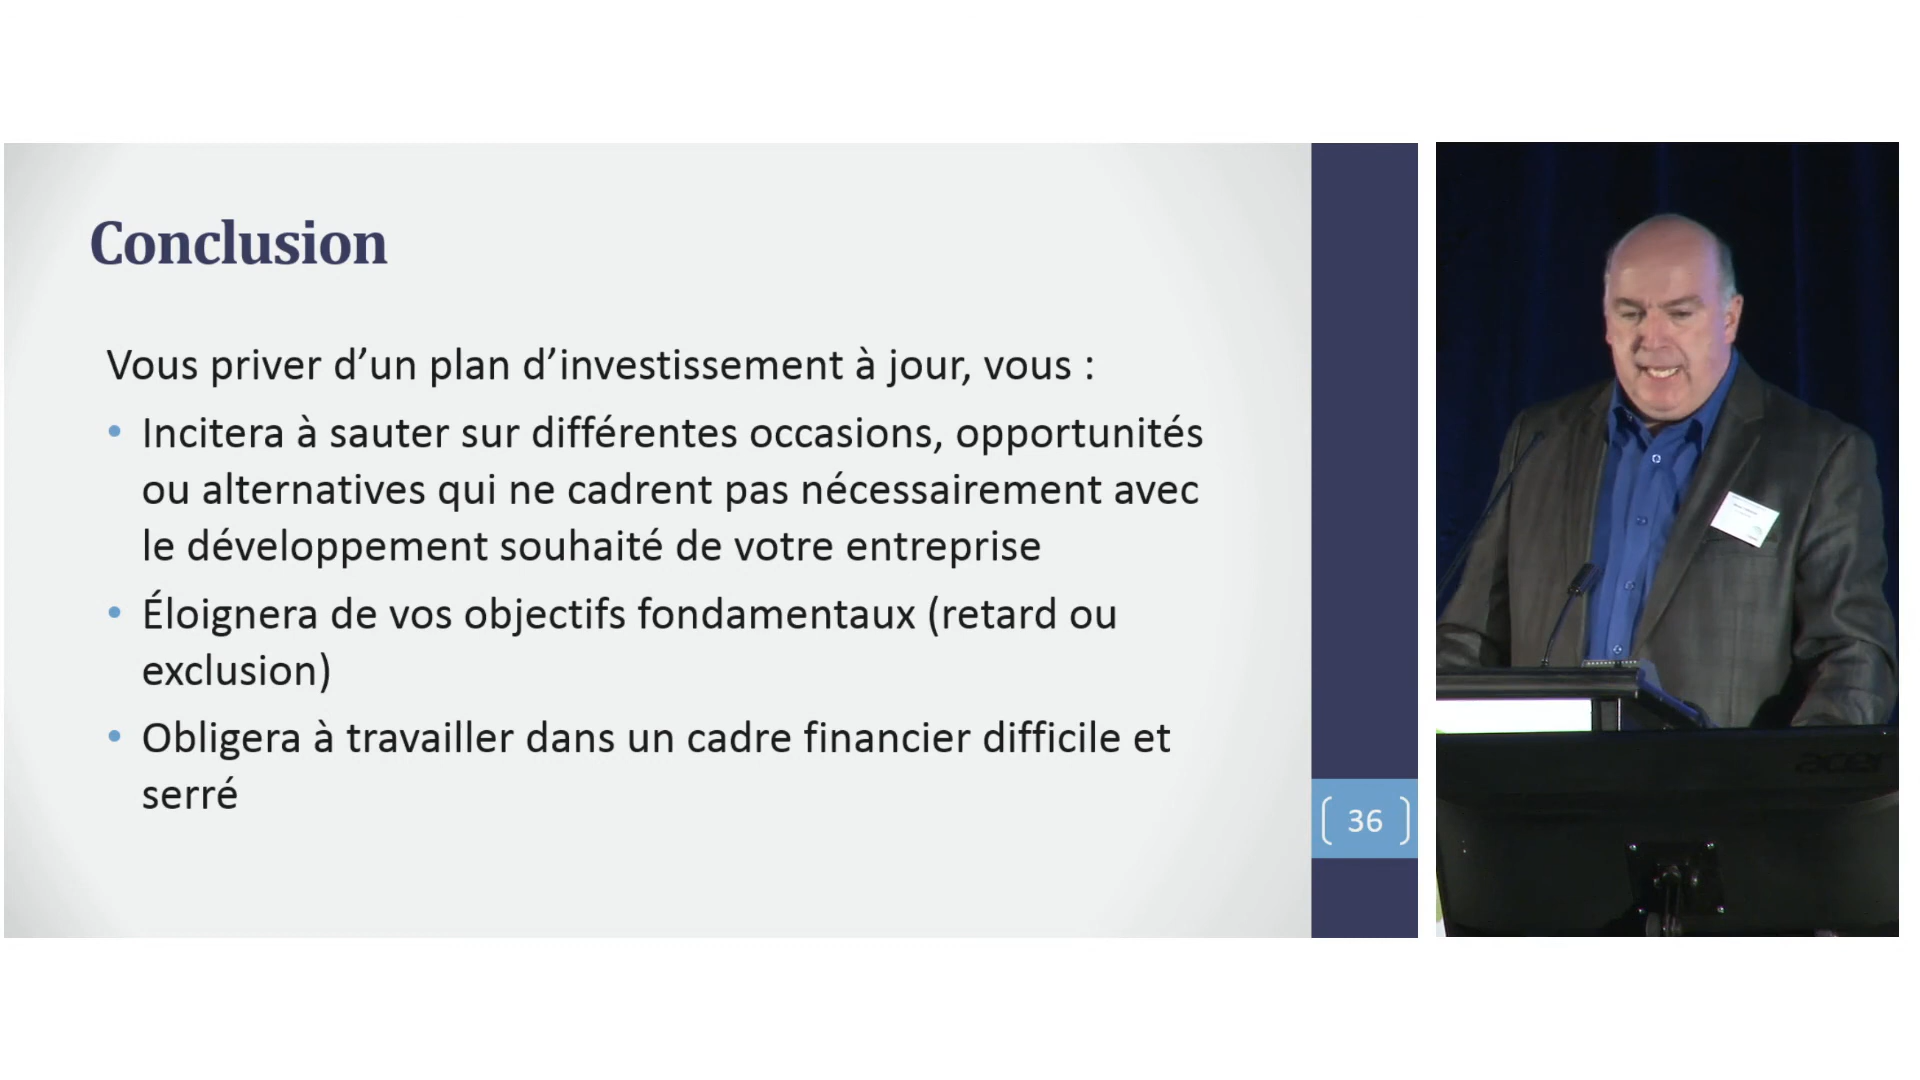 Conclusion
Vous priver d’un plan d’investissement à jour, vous :
• Incitera à sauter sur différentes occasions, opportunités
ou alternatives qui ne cadrent pas nécessairement avec
le développement souhaité de votre entreprise
• Éloignera de vos objectifs fondamentaux (retard ou
exclusion)
• Obligera à travailler dans un cadre financier difficile et
serré
36
acer